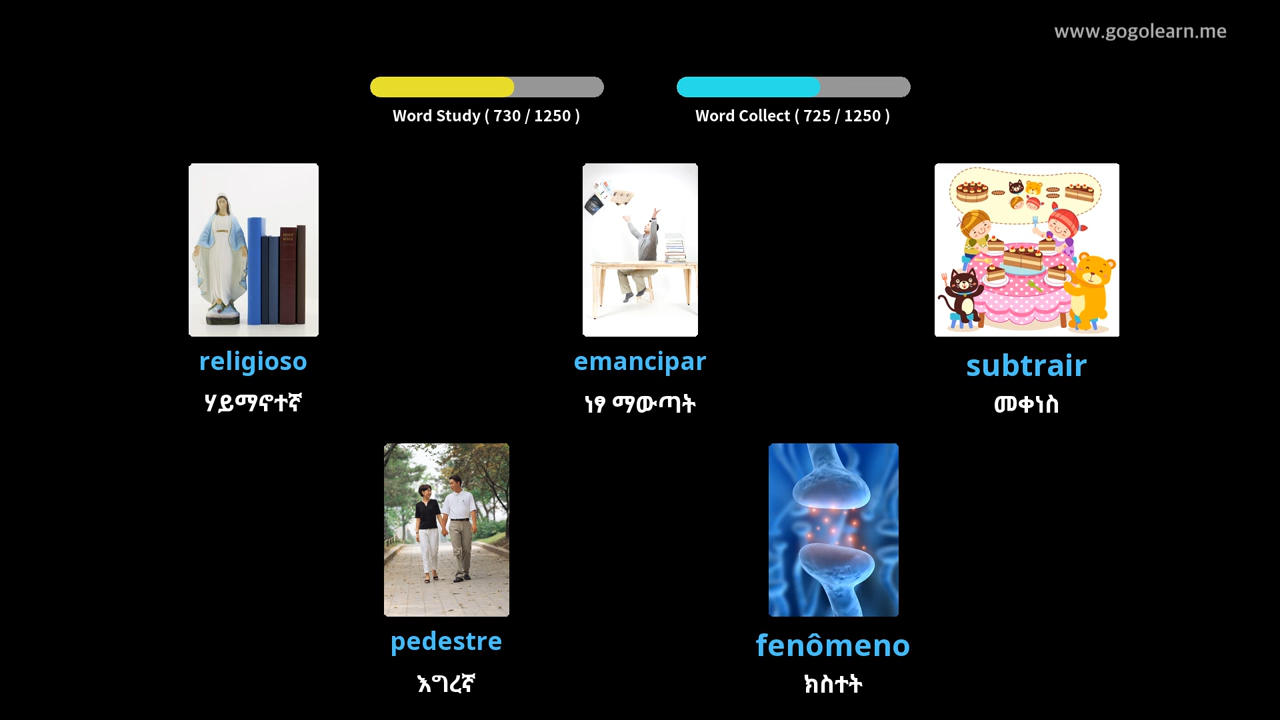 www.gogolearn.me
Word Study ( 730 / 1250 )
Word Collect ( 725 / 1250 )
religioso
ሃይማኖተኛ
emancipar
ነፃ ማውጣት
subtrair
መቀነስ
pedestre
እግረኛ
fenômeno
ክስተት